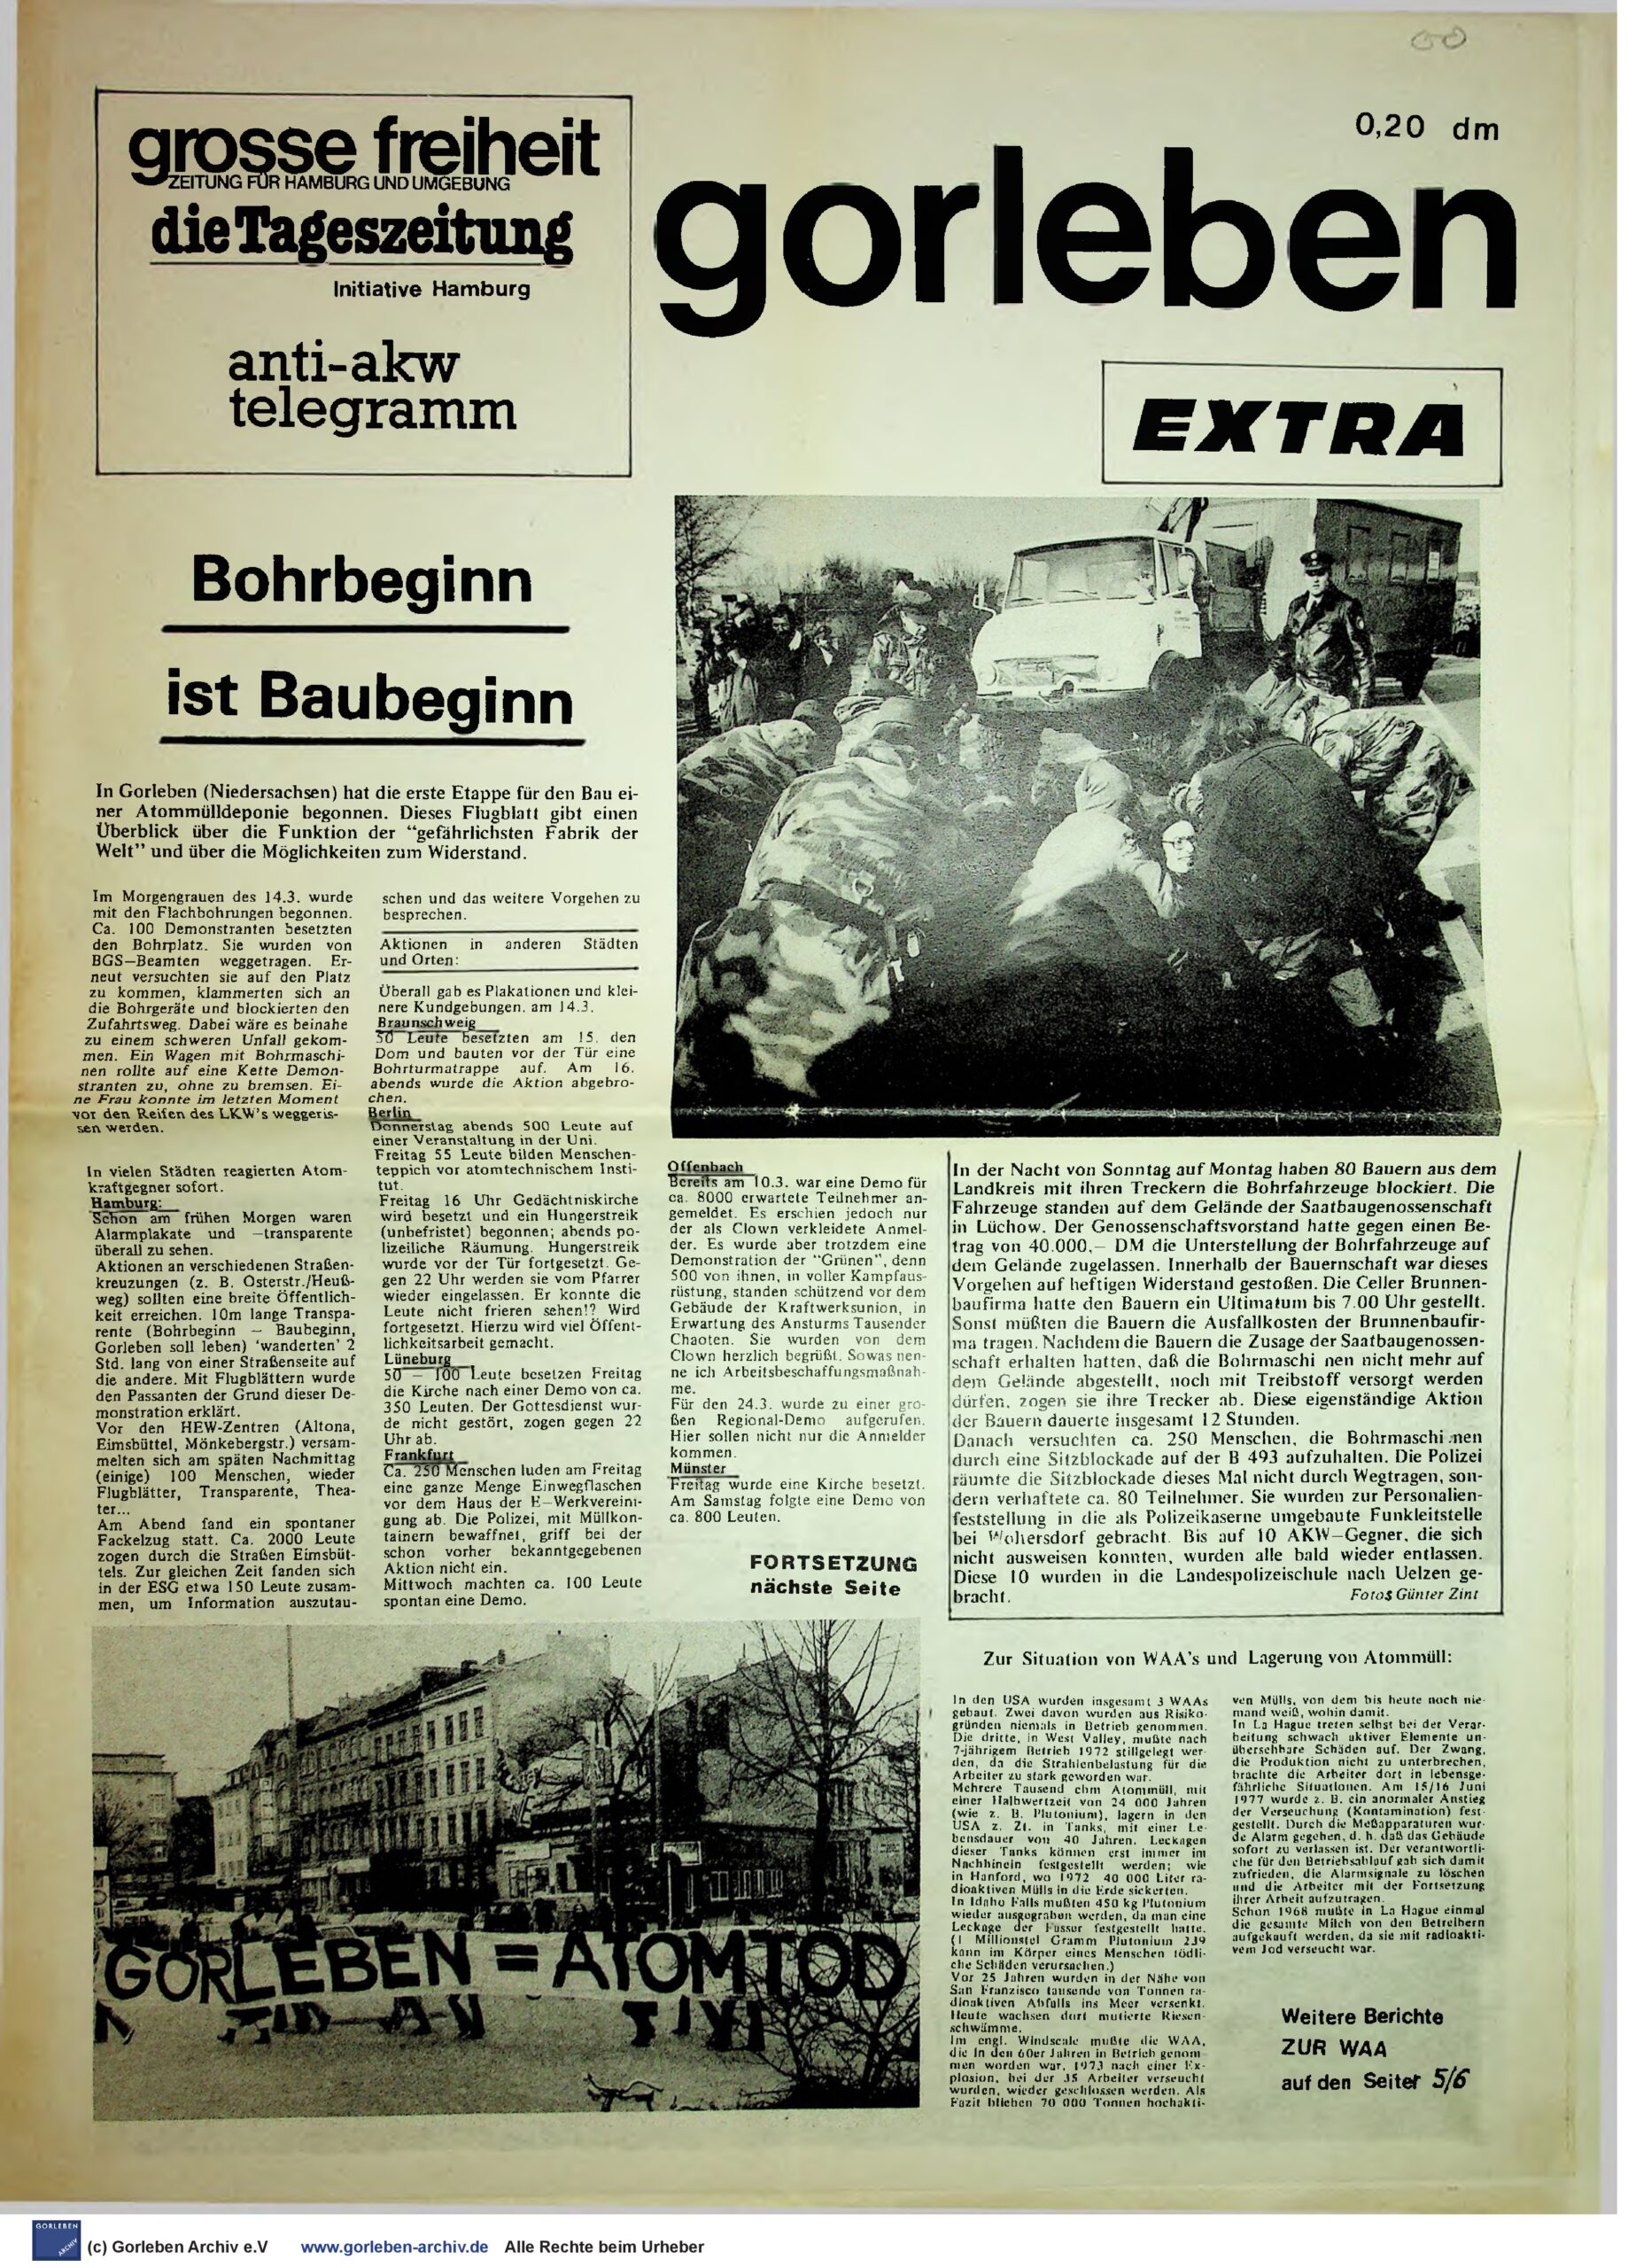 0,20 dm
grosse freiheit
ZEITUNG FÜR HAMBURG UND UMGEBUNG
die Tageszeitung
Initiative Hamburg
anti-akw
telegramm
gorleben
EXTRA
Bohrbeginn
ist Baubeginn
In Gorleben (Niedersachsen) hat die erste Etappe für den Bau ei-
ner Atommülldeponie begonnen. Dieses Flugblatt gibt einen
Überblick über die Funktion der “gefährlichsten Fabrik der
Welt” und über die Möglichkeiten zum Widerstand.
Im Morgengrauen des 14.3. wurde
mit den Flachbohrungen begonnen.
Ca. 100 Demonstranten besetzten
den Bohrplatz. Sie wurden von
BGS—Beamten weggetragen. Er-
neut versuchten sie auf den Platz
zu kommen, klammerten sich an
die Bohrgeräte und blockierten den
Zufahrtsweg. Dabei wäre es beinahe
zu einem schweren Unfall gekom-
men. Ein Wagen mit Bohrmaschi-
nen rollte auf eine Kette Demon-
stranten zu, ohne zu bremsen. Ei-
ne Frau konnte im letzten Moment
vor den Reifen des LKW's weggeris-
sen werden.
In vielen Städten reagierten Atom-
kraftgegner sofort.
Hamburg:
Schon am frühen Morgen waren
Alarmplakate und —transparente
überall zu sehen.
Aktionen an verschiedenen Straßen-
kreuzungen (z. B. Osterstr./Heuß-
weg) sollten eine breite Öffentlich-
keit erreichen. 10m lange Transpa-
rente (Bohrbeginn — Baubeginn,
Gorleben soll leben) ‘wanderten’ 2
Std. lang von einer Straßenseite auf
die andere. Mit Flugblättern wurde
den Passanten der Grund dieser De-
monstration erklärt.
Vor den HEW-Zentren (Altona,
Eimsbüttel, Mönkebergstr.) versam-
melten sich am späten Nachmittag
(einige) 100 Menschen, wieder
Flugblätter, Transparente, Thea-
ter...
Am Abend fand ein spontaner
Fackelzug statt. Ca. 2000 Leute
zogen durch die Straßen Eimsbüt-
tels. Zur gleichen Zeit fanden sich
in der ESG etwa 150 Leute zusam-
men, um Information auszutau-
schen und das weitere Vorgehen zu
besprechen.
Aktionen in anderen Städten
und Orten:
Überall gab es Plakationen und klei-
nere Kundgebungen. am 14.3.
Braunschweig
50 Leute besetzten am 15. den
Dom und bauten vor der Tür eine
Bohrturmatrappe auf. Am 16.
abends wurde die Aktion abgebro-
chen.
Berlin
Donnerstag abends 500 Leute auf
einer Veranstaltung in der Uni.
Freitag 55 Leute bilden Menschen-
teppich vor atomtechnischem Insti-
tut.
Freitag 16 Uhr Gedächtniskirche
wird besetzt und ein Hungerstreik
(unbefristet) begonnen; abends po-
lizeiliche Räumung. Hungerstreik
wurde vor der Tür fortgesetzt. Ge-
gen 22 Uhr werden sie vom Pfarrer
wieder eingelassen. Er konnte die
Leute nicht frieren sehen!? Wird
fortgesetzt. Hierzu wird viel Öffent-
lichkeitsarbeit gemacht.
Lüneburg
50 — 100 Leute besetzen Freitag
die Kirche nach einer Demo von ca.
350 Leuten. Der Gottesdienst wur-
de nicht gestört, zogen gegen 22
Uhr ab.
Frankfurt
Ca. 250 Menschen luden am Freitag
eine ganze Menge Einwegflaschen
vor dem Haus der E—Werkvereini-
gung ab. Die Polizei, mit Müllkon-
tainern bewaffnet, griff bei der
schon vorher bekanntgegebenen
Aktion nicht ein.
Mittwoch machten ca. 100 Leute
spontan eine Demo.
Offenbach
Bereits am 10.3. war eine Demo für
ca. 8000 erwartete Teilnehmer an-
gemeldet. Es erschien jedoch nur
der als Clown verkleidete Anmel-
der. Es wurde aber trotzdem eine
Demonstration der “Grünen”, denn
500 von ihnen, in voller Kampfaus-
rüstung, standen schützend vor dem
Gebäude der Kraftwerksunion, in
Erwartung des Ansturms Tausender
Chaoten. Sie wurden von dem
Clown herzlich begrüßt. Sowas nen-
ne ich Arbeitsbeschaffungsmaßnah-
me.
Für den 24.3. wurde zu einer gro-
ßen Regional-Demo aufgerufen.
Hier sollen nicht nur die Anmelder
kommen.
Münster
Freitag wurde eine Kirche besetzt.
Am Samstag folgte eine Demo von
ca. 800 Leuten.
FORTSETZUNG
nächste Seite
In der Nacht von Sonntag auf Montag haben 80 Bauern aus dem
Landkreis mit ihren Treckern die Bohrfahrzeuge blockiert. Die
Fahrzeuge standen auf dem Gelände der Saatbaugenossenschaft
in Lüchow. Der Genossenschaftsvorstand hatte gegen einen Be-
trag von 40.000,— DM die Unterstellung der Bohrfahrzeuge auf
dem Gelände zugelassen. Innerhalb der Bauernschaft war dieses
Vorgehen auf heftigen Widerstand gestoßen. Die Celler Brunnen-
baufirma hatte den Bauern ein Ultimatum bis 7.00 Uhr gestellt.
Sonst müßten die Bauern die Ausfallkosten der Brunnenbaufir-
ma tragen. Nachdem die Bauern die Zusage der Saatbaugenossen-
schaft erhalten hatten, daß die Bohrmaschi nen nicht mehr auf
dem Gelände abgestellt, noch mit Treibstoff versorgt werden
dürfen, zogen sie ihre Trecker ab. Diese eigenständige Aktion
der Bauern dauerte insgesamt 12 Stunden.
Danach versuchten ca. 250 Menschen, die Bohrmaschi nen
durch eine Sitzblockade auf der B 493 aufzuhalten. Die Polizei
räumte die Sitzblockade dieses Mal nicht durch Wegtragen, son-
dern verhaftete ca. 80 Teilnehmer. Sie wurden zur Personalien-
feststellung in die als Polizeikaserne umgebaute Funkleitstelle
bei Wohersdorf gebracht. Bis auf 10 AKW—Gegner, die sich
nicht ausweisen konnten, wurden alle bald wieder entlassen.
Diese 10 wurden in die Landespolizeischule nach Uelzen ge-
bracht.
Fotos Günter Zint
GORLEBEN = ATOMTOD
Zur Situation von WAA's und Lagerung von Atommüll:
In den USA wurden insgesamt 3 WAAs
gebaut. Zwei davon wurden aus Risiko-
gründen niemals in Betrieb genommen.
Die dritte, in West Valley, mußte nach
7-jährigem Betrieb 1972 stillgelegt wer-
den, da die Strahlenbelastung für die
Arbeiter zu stark geworden war.
Mehrere Tausend cbm Atommüll, mit
einer Halbwertzeit von 24 000 Jahren
(wie z. B. Plutonium), lagern in den
USA z. Zt. in Tanks, mit einer Le-
bensdauer von 40 Jahren. Leckagen
dieser Tanks können erst immer im
Nachhinein festgestellt werden; wie
in Hanford, wo 1972 40 000 Liter ra-
dioaktiven Mülls in die Erde sickerten.
In Idaho Falls mußten 450 kg Plutonium
wieder ausgegraben werden, da man eine
Leckage der Fässer festgestellt hatte.
(1 Millionstel Gramm Plutonium 239
kann im Körper eines Menschen tödli-
che Schäden verursachen.)
Vor 25 Jahren wurden in der Nähe von
San Franzisco tausende von Tonnen ra-
dioaktiven Abfalls ins Meer versenkt.
Heute wachsen dort mutierte Riesen-
schwämme.
Im engl. Windscale mußte die WAA,
die in den 60er Jahren in Betrieb genom-
men worden war, 1973 nach einer Ex-
plosion, bei der 35 Arbeiter verseucht
wurden, wieder geschlossen werden. Als
Fazit blieben 70 000 Tonnen hochakti-
ven Mülls, von dem bis heute noch nie-
mand weiß, wohin damit.
In La Hague treten selbst bei der Verar-
beitung schwach aktiver Elemente un-
übersehbare Schäden auf. Der Zwang,
die Produktion nicht zu unterbrechen,
brachte die Arbeiter dort in lebensge-
fährliche Situationen. Am 15/16 Juni
1977 wurde z. B. ein anormaler Anstieg
der Verseuchung (Kontamination) fest-
gestellt. Durch die Meßapparaturen wur-
de Alarm gegeben, d. h. daß das Gebäude
sofort zu verlassen ist. Der verantwortli-
che für den Betriebsablauf gab sich damit
zufrieden, die Alarmsignale zu löschen
und die Arbeiter mit der Fortsetzung
ihrer Arbeit aufzutragen.
Schon 1968 mußte in La Hague einmal
die gesamte Milch von den Betreibern
aufgekauft werden, da sie mit radioakti-
vem Jod verseucht war.
Weitere Berichte
ZUR WAA
auf den Seiten 5/6
GORLEBEN
ARCHIV
(c) Gorleben Archiv e.V www.gorleben-archiv.de Alle Rechte beim Urheber